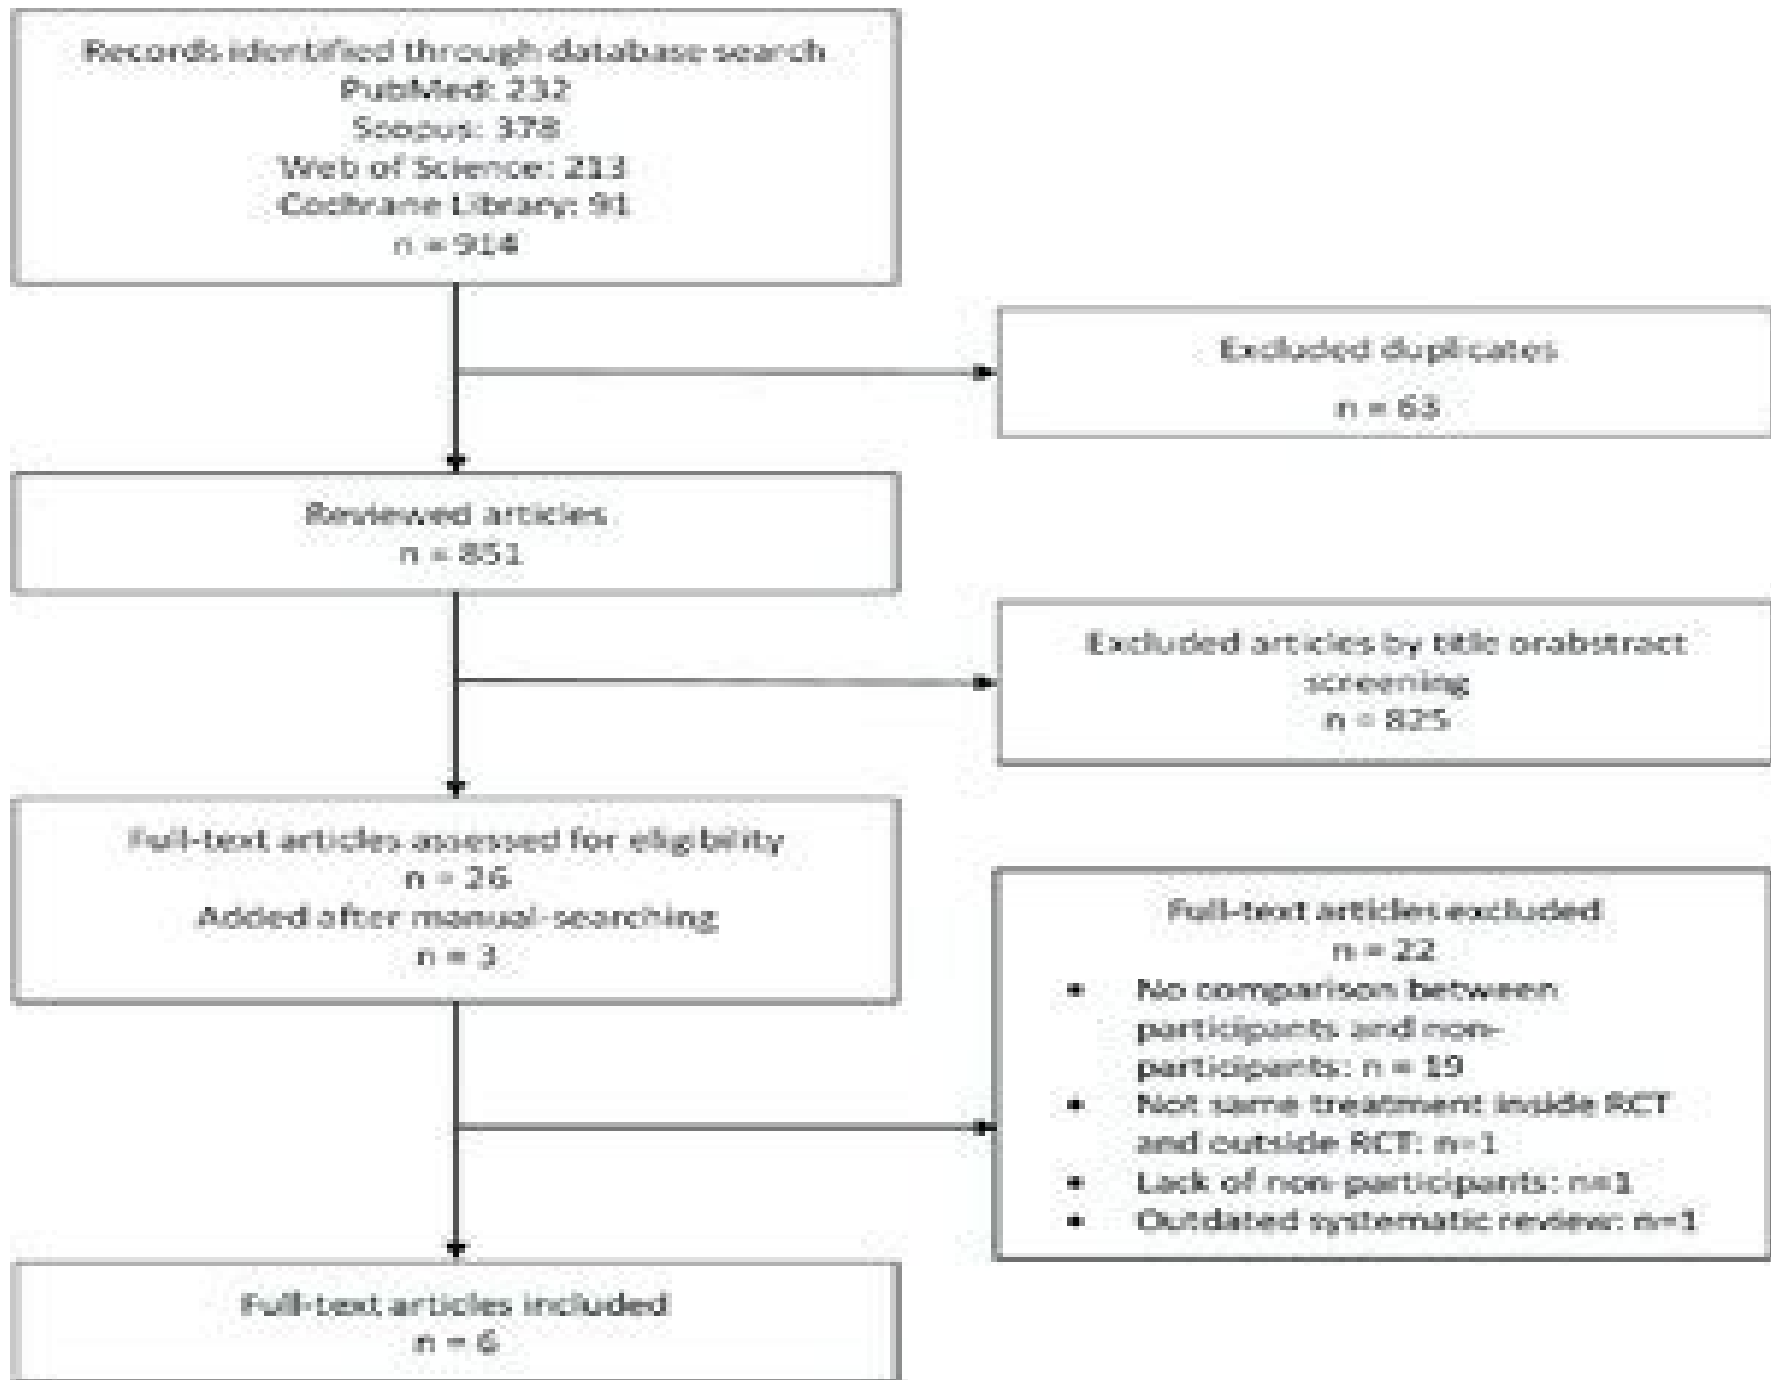 Records identified through database search
PubMed: 232
Scopus: 378
Web of Science: 213
Cochrane Library: 91
n = 914
Excluded duplicates
n = 63
Reviewed articles
n = 851
Excluded articles by title orabstract
screening
n = 825
Full-text articles assessed for eligibility
n = 26
Added after manual-searching
n = 3
Full-text articles excluded
n = 22
• No comparison between
participants and non-
participants: n = 19
• Not same treatment inside RCT
and outside RCT: n=1
• Lack of non-participants: n=1
• Outdated systematic review: n=1
Full-text articles included
n = 6